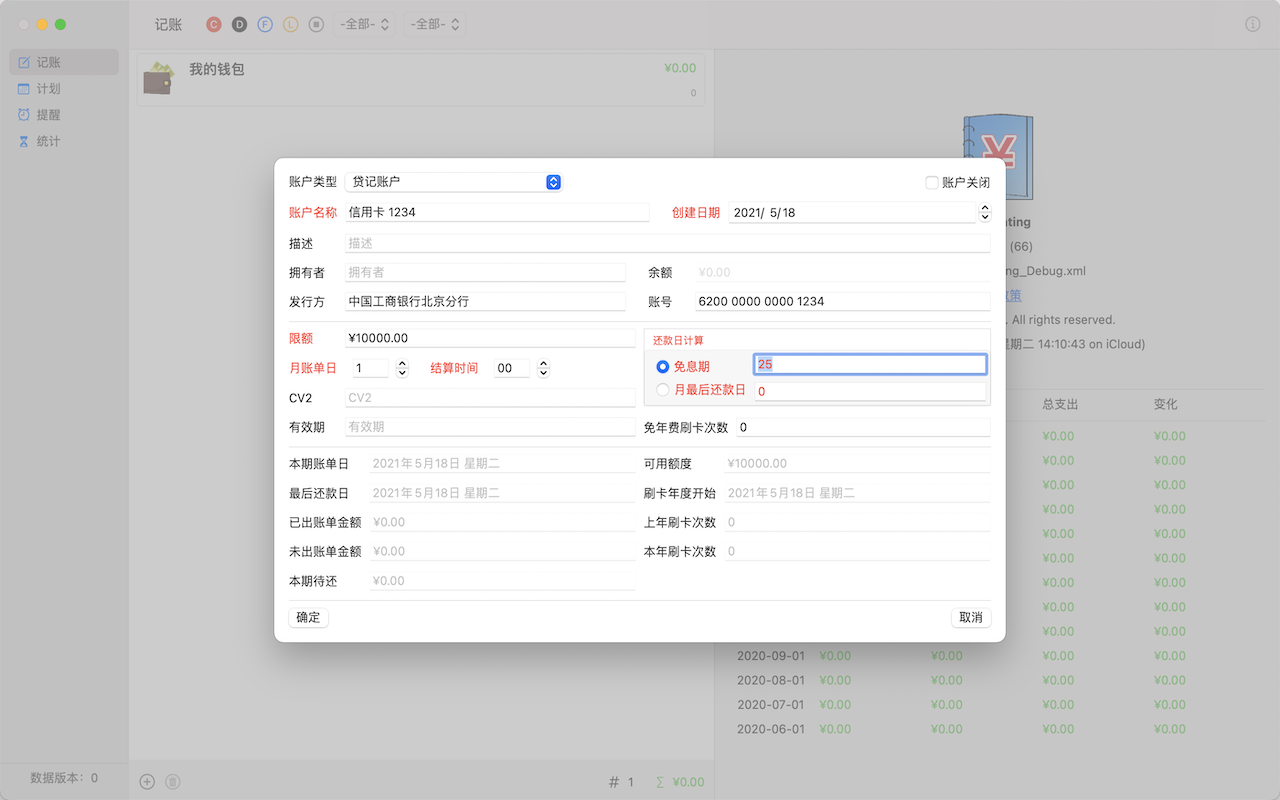 记账 C D F L -全部- -全部-
记账
计划
提醒
统计
我的钱包 ¥0.00
0
账户类型 贷记账户 账户关闭
账户名称 信用卡 1234 创建日期 2021/ 5/18
描述 描述
拥有者 拥有者 余额 ¥0.00
发行方 中国工商银行北京分行 账号 6200 0000 0000 1234
限额 ¥10000.00 还款日计算
月账单日 1 结算时间 00 免息期 25
月最后还款日 0
CV2 CV2
有效期 有效期 免年费刷卡次数 0
本期账单日 2021年5月18日 星期二 可用额度 ¥10000.00
最后还款日 2021年5月18日 星期二 刷卡年度开始 2021年5月18日 星期二
已出账单金额 ¥0.00 上年刷卡次数 0
未出账单金额 ¥0.00 本年刷卡次数 0
本期待还 ¥0.00
确定 取消
¥
ting
(66)
ng_Debug.xml
策
. All rights reserved.
期二 14:10:43 on iCloud)
总支出 变化
¥0.00 ¥0.00
¥0.00 ¥0.00
¥0.00 ¥0.00
¥0.00 ¥0.00
¥0.00 ¥0.00
¥0.00 ¥0.00
¥0.00 ¥0.00
¥0.00 ¥0.00
¥0.00 ¥0.00
2020-09-01 ¥0.00 ¥0.00 ¥0.00 ¥0.00
2020-08-01 ¥0.00 ¥0.00 ¥0.00 ¥0.00
2020-07-01 ¥0.00 ¥0.00 ¥0.00 ¥0.00
2020-06-01 ¥0.00 ¥0.00 ¥0.00 ¥0.00
数据版本：0 # 1 Σ ¥0.00